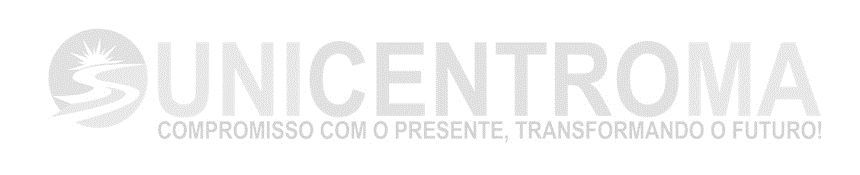 UNICENTROMA
COMPROMISSO COM O PRESENTE, TRANSFORMANDO O FUTURO!